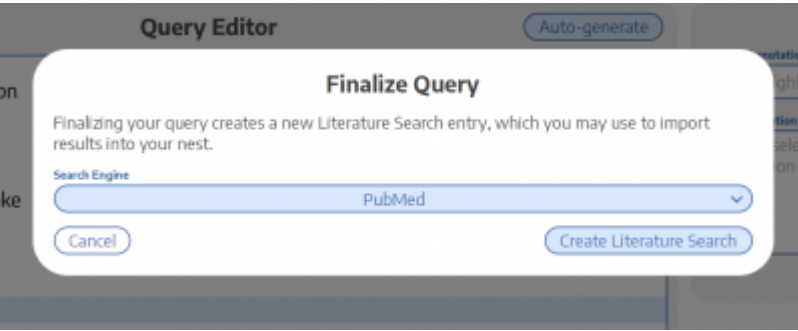 Query Editor
Auto-generate
Finalize Query
Finalizing your query creates a new Literature Search entry, which you may use to import
results into your nest.
Search Engine
PubMed
Cancel
Create Literature Search
on
ke